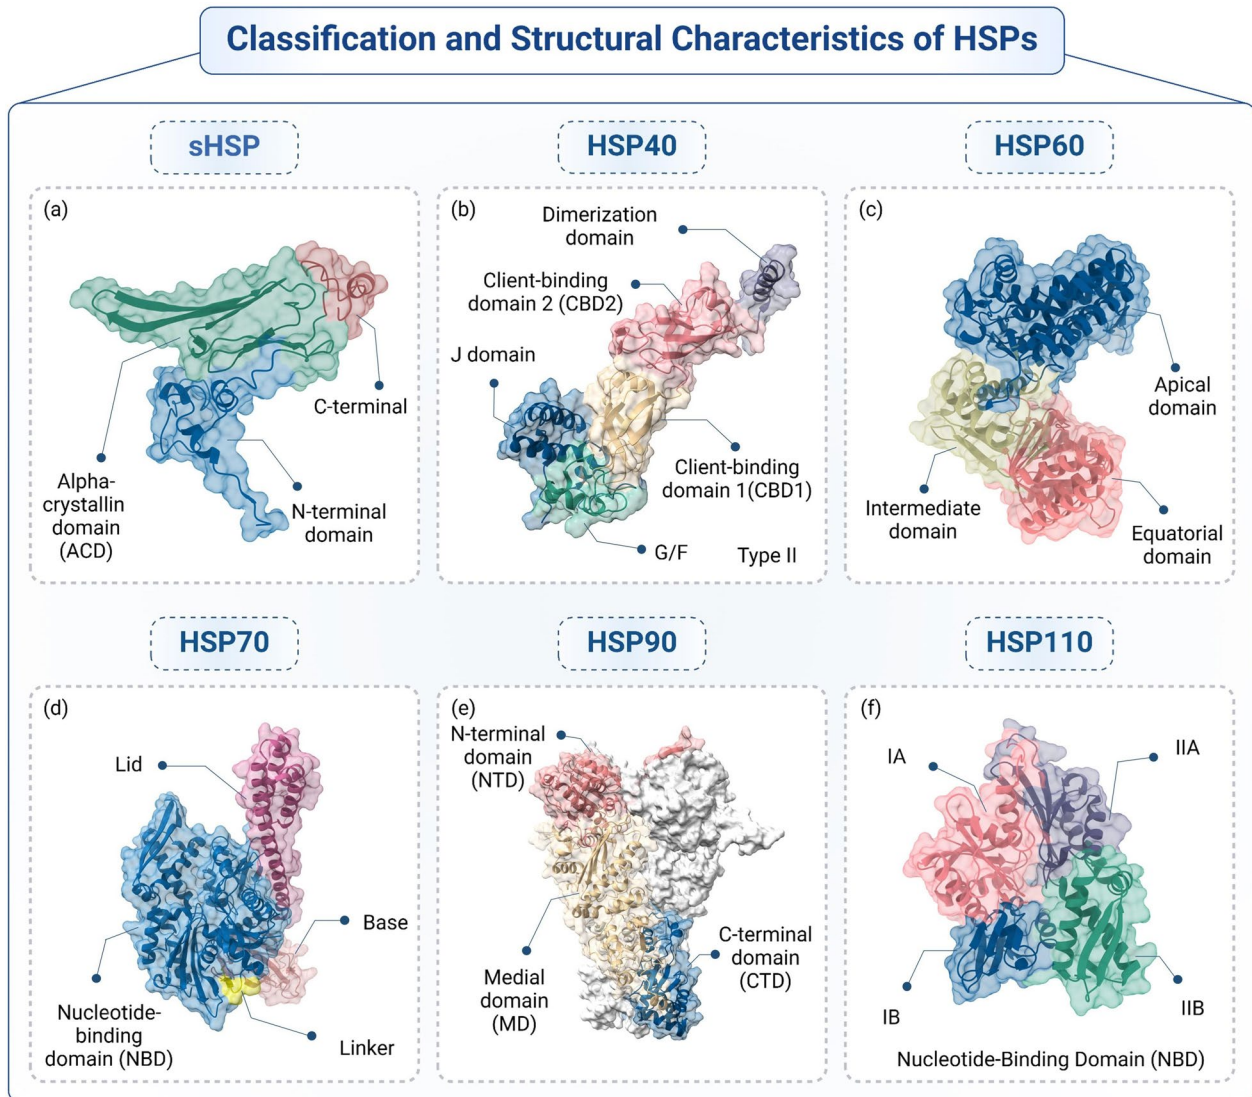 Classification and Structural Characteristics of HSPs
sHSP
HSP40
HSP60
(a)
C-terminal
Alpha-
crystallin
domain
(ACD)
N-terminal
domain
(b)
Dimerization
domain
Client-binding
domain 2 (CBD2)
J domain
Client-binding
domain 1(CBD1)
G/F
Type II
(c)
Apical
domain
Intermediate
domain
Equatorial
domain
HSP70
HSP90
HSP110
(d)
Lid
Base
Nucleotide-
binding
domain (NBD)
Linker
(e)
N-terminal
domain
(NTD)
C-terminal
domain
(CTD)
Medial
domain
(MD)
(f)
IA
IIA
IB
IIB
Nucleotide-Binding Domain (NBD)